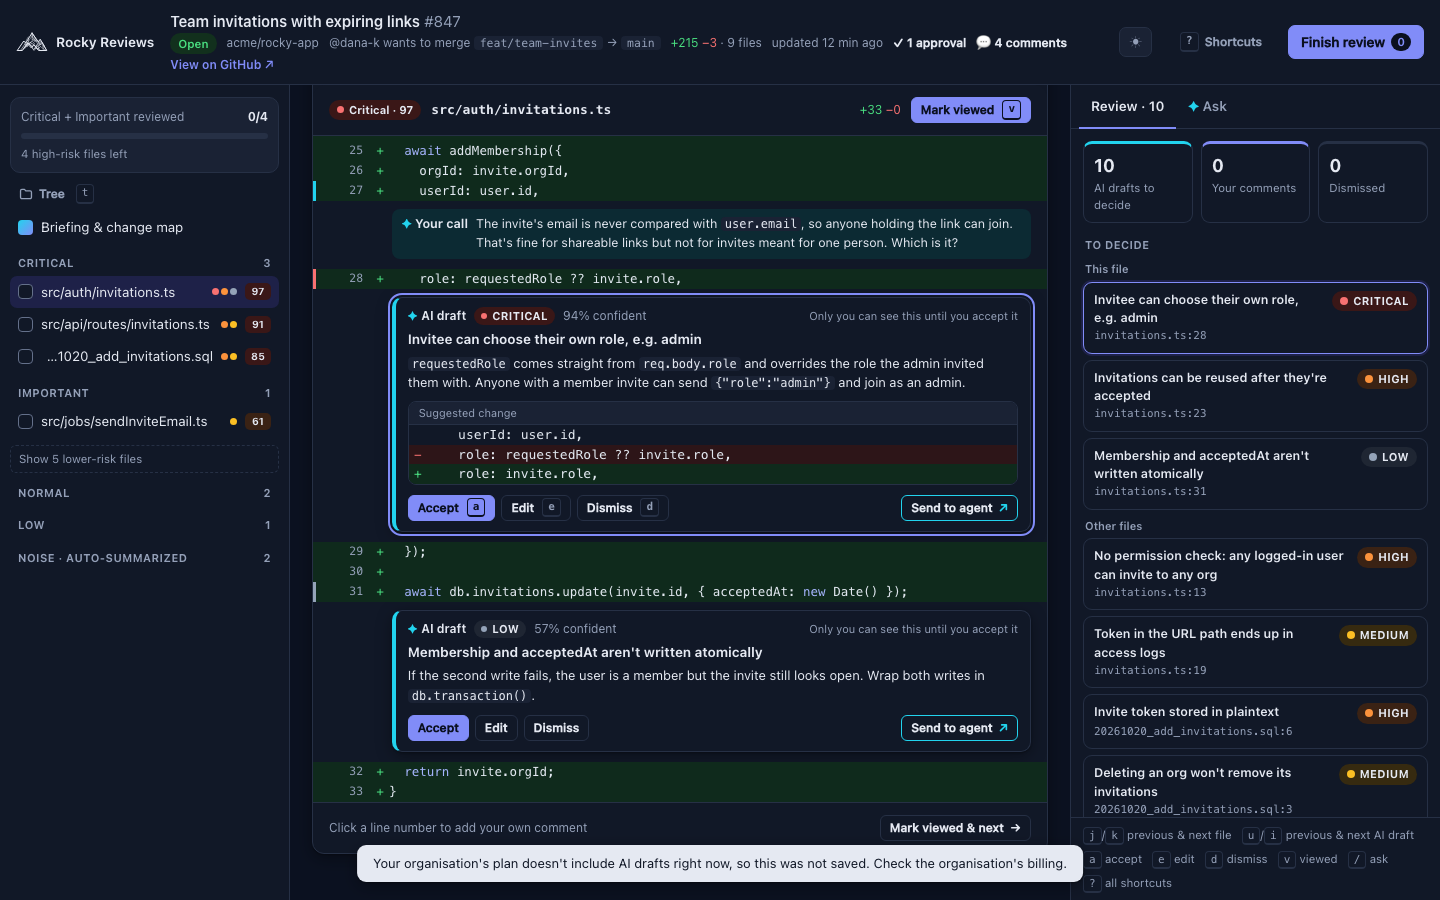 Rocky Reviews
Team invitations with expiring links #847
Open acme/rocky-app @dana-k wants to merge feat/team-invites → main +215 −3 · 9 files updated 12 min ago ✓ 1 approval 💬 4 comments
View on GitHub ↗
? Shortcuts
Finish review 0
Critical + Important reviewed 0/4
4 high-risk files left
Tree t
Briefing & change map
CRITICAL 3
src/auth/invitations.ts 97
src/api/routes/invitations.ts 91
…1020_add_invitations.sql 85
IMPORTANT 1
src/jobs/sendInviteEmail.ts 61
Show 5 lower-risk files
NORMAL 2
LOW 1
NOISE · AUTO-SUMMARIZED 2
Critical · 97 src/auth/invitations.ts +33 −0 Mark viewed v
25 + await addMembership({
26 + orgId: invite.orgId,
27 + userId: user.id,
✦ Your call The invite's email is never compared with user.email, so anyone holding the link can join.
That's fine for shareable links but not for invites meant for one person. Which is it?
28 + role: requestedRole ?? invite.role,
✦ AI draft CRITICAL 94% confident Only you can see this until you accept it
Invitee can choose their own role, e.g. admin
requestedRole comes straight from req.body.role and overrides the role the admin invited
them with. Anyone with a member invite can send {"role":"admin"} and join as an admin.
Suggested change
userId: user.id,
− role: requestedRole ?? invite.role,
+ role: invite.role,
Accept a Edit e Dismiss d Send to agent ↗
29 + });
30 +
31 + await db.invitations.update(invite.id, { acceptedAt: new Date() });
✦ AI draft LOW 57% confident Only you can see this until you accept it
Membership and acceptedAt aren't written atomically
If the second write fails, the user is a member but the invite still looks open. Wrap both writes in
db.transaction().
Accept Edit Dismiss Send to agent ↗
32 + return invite.orgId;
33 + }
Click a line number to add your own comment Mark viewed & next →
Your organisation's plan doesn't include AI drafts right now, so this was not saved. Check the organisation's billing.
Review · 10 ✦ Ask
10 AI drafts to decide
0 Your comments
0 Dismissed
TO DECIDE
This file
Invitee can choose their own role, e.g. admin CRITICAL
invitations.ts:28
Invitations can be reused after they're accepted HIGH
invitations.ts:23
Membership and acceptedAt aren't written atomically LOW
invitations.ts:31
Other files
No permission check: any logged-in user can invite to any org HIGH
invitations.ts:13
Token in the URL path ends up in access logs MEDIUM
invitations.ts:19
Invite token stored in plaintext HIGH
20261020_add_invitations.sql:6
Deleting an org won't remove its invitations MEDIUM
20261020_add_invitations.sql:3
j / k previous & next file u / i previous & next AI draft
a accept e edit d dismiss v viewed / ask
? all shortcuts